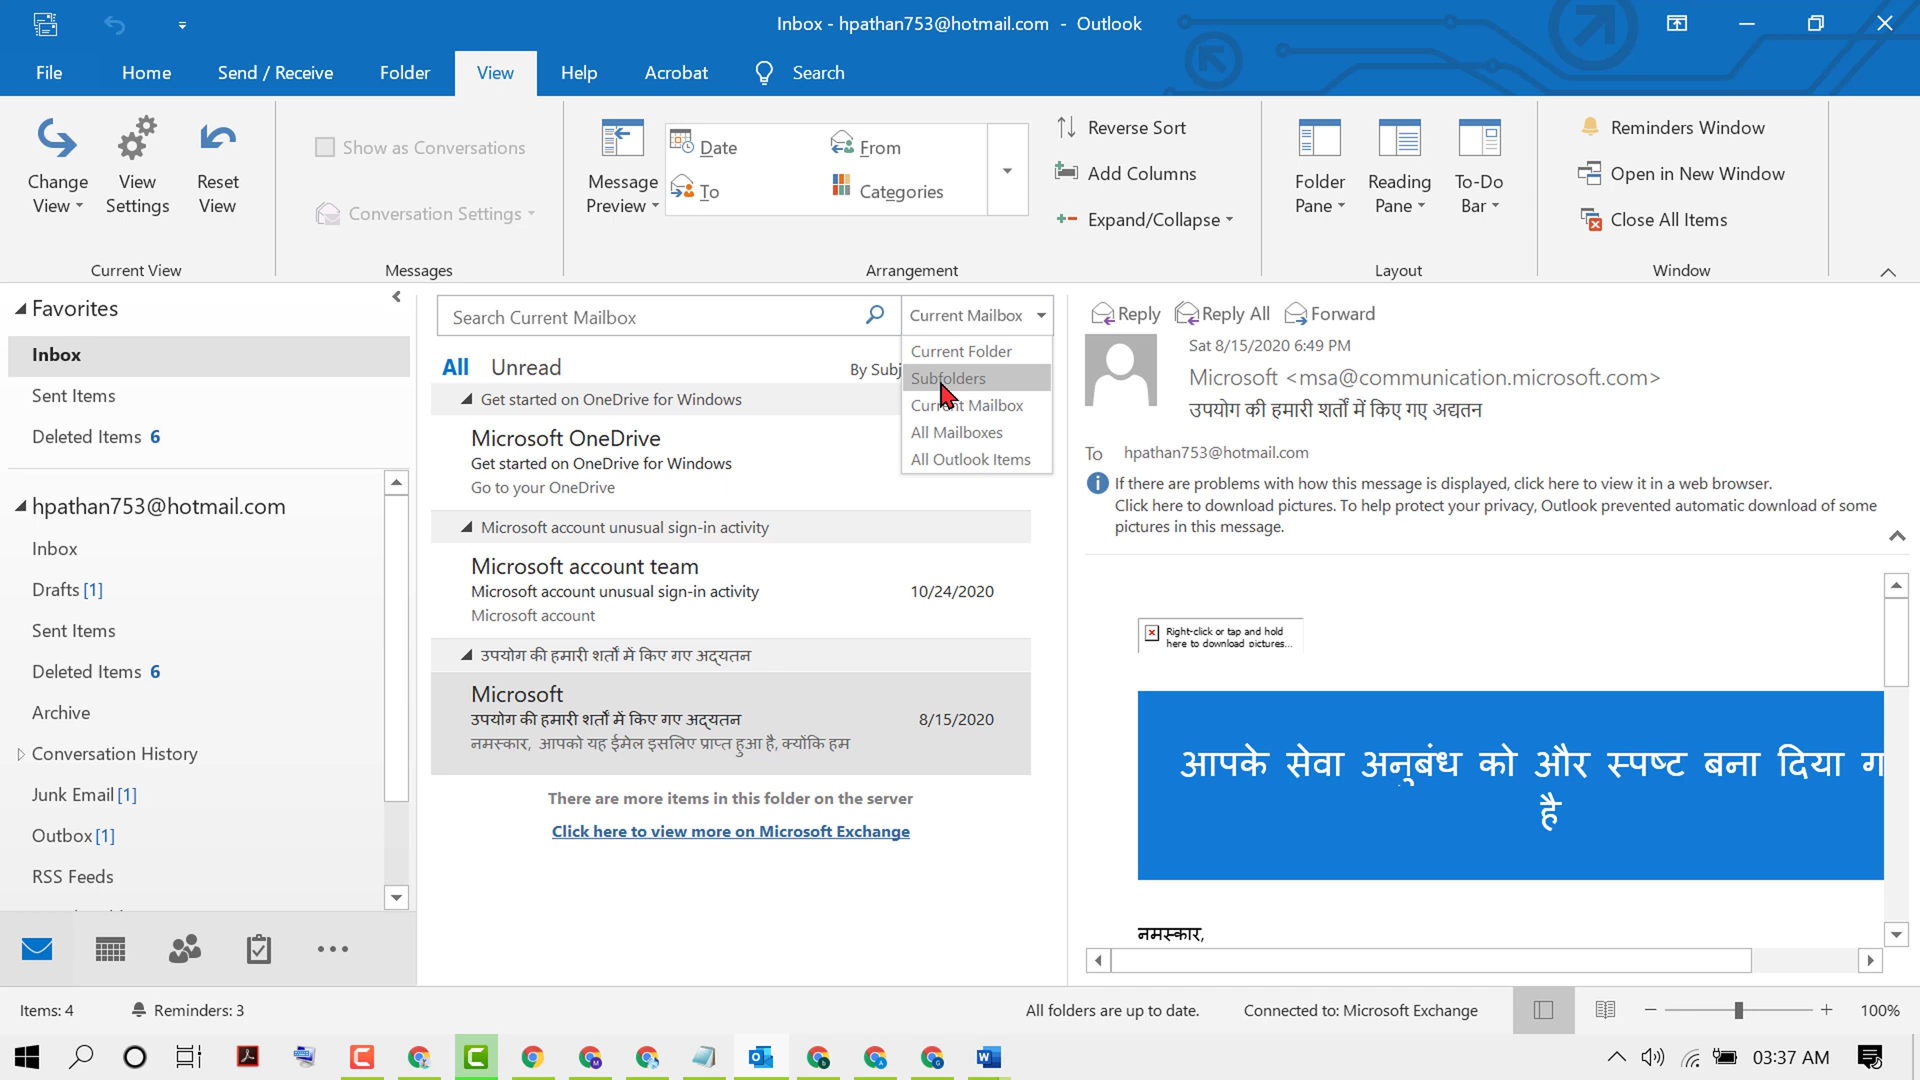 Inbox - hpathan753@hotmail.com - Outlook
File Home Send / Receive Folder View Help Acrobat Search
Change View
View Settings
Reset View
Current View
Show as Conversations
Conversation Settings
Messages
Message Preview
Date From
To Categories
Reverse Sort
Add Columns
Expand/Collapse
Arrangement
Folder Pane
Reading Pane
To-Do Bar
Layout
Reminders Window
Open in New Window
Close All Items
Window
Favorites
Inbox
Sent Items
Deleted Items 6
hpathan753@hotmail.com
Inbox
Drafts [1]
Sent Items
Deleted Items 6
Archive
Conversation History
Junk Email [1]
Outbox [1]
RSS Feeds
Search Current Mailbox
Current Mailbox
Current Folder
Subfolders
Current Mailbox
All Mailboxes
All Outlook Items
All Unread By Subj
Get started on OneDrive for Windows
Microsoft OneDrive
Get started on OneDrive for Windows
Go to your OneDrive
Microsoft account unusual sign-in activity
Microsoft account team
Microsoft account unusual sign-in activity 10/24/2020
Microsoft account
उपयोग की हमारी शर्तों में किए गए अद्यतन
Microsoft
उपयोग की हमारी शर्तों में किए गए अद्यतन 8/15/2020
नमस्कार, आपको यह ईमेल इसलिए प्राप्त हुआ है, क्योंकि हम
There are more items in this folder on the server
Click here to view more on Microsoft Exchange
Reply Reply All Forward
Sat 8/15/2020 6:49 PM
Microsoft <msa@communication.microsoft.com>
उपयोग की हमारी शर्तों में किए गए अद्यतन
To hpathan753@hotmail.com
If there are problems with how this message is displayed, click here to view it in a web browser.
Click here to download pictures. To help protect your privacy, Outlook prevented automatic download of some
pictures in this message.
Right-click or tap and hold
here to download pictures...
आपके सेवा अनुबंध को और स्पष्ट बना दिया ग
है
नमस्कार,
Items: 4 Reminders: 3 All folders are up to date. Connected to: Microsoft Exchange 100%
03:37 AM